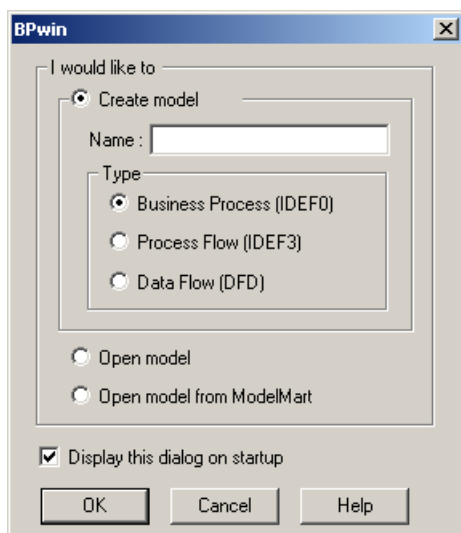 BPwin
I would like to
Create model
Name :
Type
Business Process (IDEF0)
Process Flow (IDEF3)
Data Flow (DFD)
Open model
Open model from ModelMart
Display this dialog on startup
OK Cancel Help